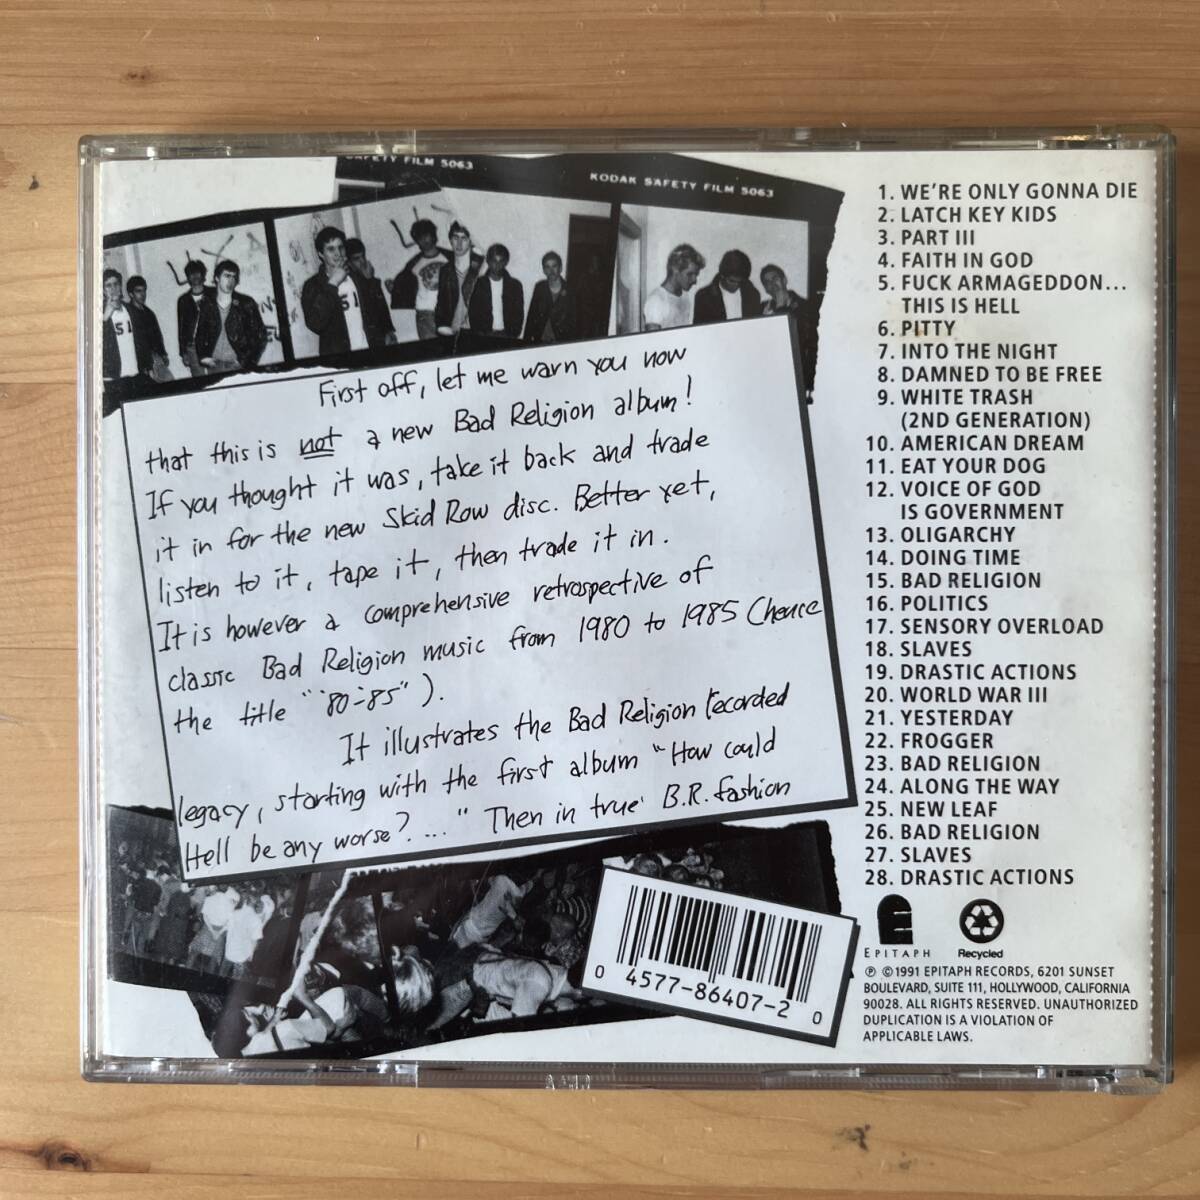 SAFETY FILM 5063
KODAK SAFETY FILM 5063
First off, let me warn you now
that this is not a new Bad Religion album!
If you thought it was, take it back and trade
it in for the new Skid Row disc. Better yet,
listen to it, tape it, then trade it in.
It is however a comprehensive retrospective of
classic Bad Religion music from 1980 to 1985 (hence
the title "'80-'85").
It illustrates the Bad Religion recorded
legacy, starting with the first album "How could
Hell be any worse?..." Then in true B.R. fashion
0 4577-86407-2 0
1. WE'RE ONLY GONNA DIE
2. LATCH KEY KIDS
3. PART III
4. FAITH IN GOD
5. FUCK ARMAGEDDON...
THIS IS HELL
6. PITTY
7. INTO THE NIGHT
8. DAMNED TO BE FREE
9. WHITE TRASH
(2ND GENERATION)
10. AMERICAN DREAM
11. EAT YOUR DOG
12. VOICE OF GOD
IS GOVERNMENT
13. OLIGARCHY
14. DOING TIME
15. BAD RELIGION
16. POLITICS
17. SENSORY OVERLOAD
18. SLAVES
19. DRASTIC ACTIONS
20. WORLD WAR III
21. YESTERDAY
22. FROGGER
23. BAD RELIGION
24. ALONG THE WAY
25. NEW LEAF
26. BAD RELIGION
27. SLAVES
28. DRASTIC ACTIONS
EPITAPH
Recycled
℗ ©1991 EPITAPH RECORDS, 6201 SUNSET
BOULEVARD, SUITE 111, HOLLYWOOD, CALIFORNIA
90028. ALL RIGHTS RESERVED. UNAUTHORIZED
DUPLICATION IS A VIOLATION OF
APPLICABLE LAWS.